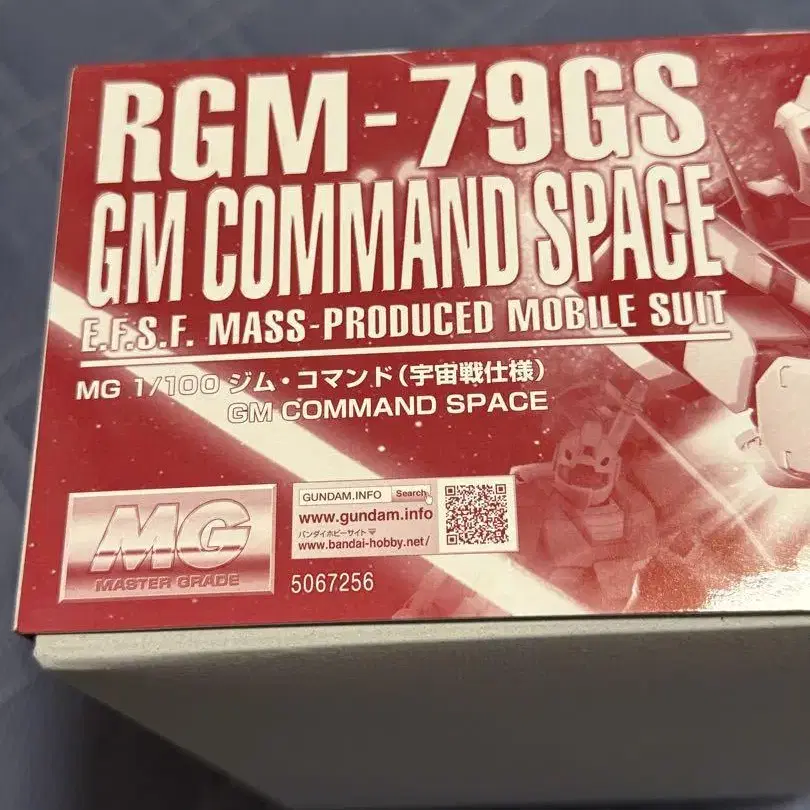 RGM-79GS
GM COMMAND SPACE
E.F.S.F. MASS-PRODUCED MOBILE SUIT
MG 1/100 ジム・コマンド(宇宙戦仕様)
GM COMMAND SPACE
MG
MASTER GRADE
GUNDAM.INFO Search
www.gundam.info
バンダイホビーサイト
www.bandai-hobby.net/
5067256